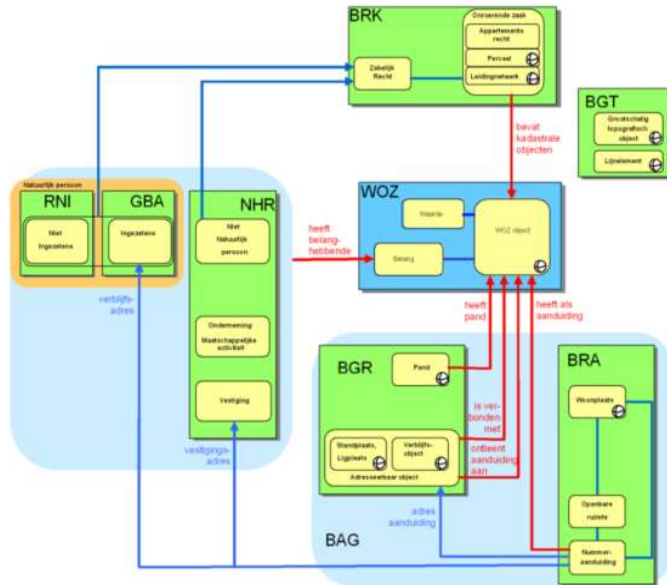 BRK
Onroerende zaak
Appartements
recht
Perceel
Leidingnetwerk
Zakelijk
Recht
BGT
Grootschalig
topografisch
object
Lijnelement
bevat
kadastrale
objecten
Natuurlijk persoon
RNI
GBA
NHR
WOZ
Niet
Ingezetene
Ingezetene
Niet
Natuurlijk
persoon
heeft
belang-
hebbende
Waarde
WOZ object
Belang
verblijfs-
adres
heeft
pand
heeft als
aanduiding
Onderneming
Maatschappelijke
activiteit
BGR
Pand
BRA
Woonplaats
Vestiging
is ver-
bonden
met
Standplaats,
Ligplaats
Verblijfs-
object
ontleent
aanduiding
aan
Adresseerbaar object
vestigings-
adres
adres
aanduiding
Openbare
ruimte
BAG
Nummer-
aanduiding